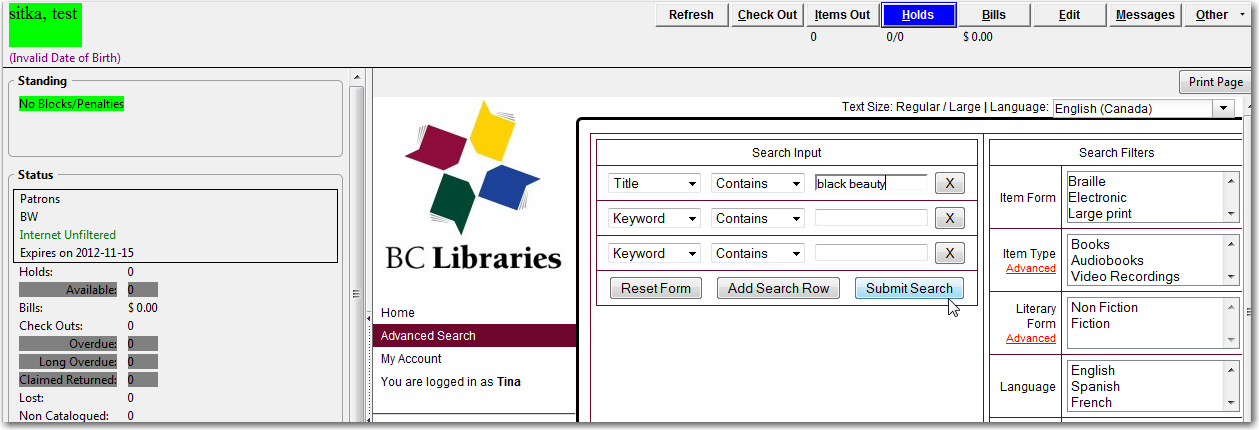 sitka, test
(Invalid Date of Birth)
Refresh Check Out Items Out Holds Bills Edit Messages Other
0 0/0 $ 0.00
Standing
No Blocks/Penalties
Status
Patrons
BW
Internet Unfiltered
Expires on 2012-11-15
Holds: 0
Available: 0
Bills: $ 0.00
Check Outs: 0
Overdue: 0
Long Overdue: 0
Claimed Returned: 0
Lost: 0
Non Catalogued: 0
Print Page
Text Size: Regular / Large | Language: English (Canada)
BC Libraries
Home
Advanced Search
My Account
You are logged in as Tina
Search Input
Title Contains black beauty X
Keyword Contains X
Keyword Contains X
Reset Form Add Search Row Submit Search
Search Filters
Item Form
Braille
Electronic
Large print
Item Type
Advanced
Books
Audiobooks
Video Recordings
Literary
Form
Advanced
Non Fiction
Fiction
Language
English
Spanish
French